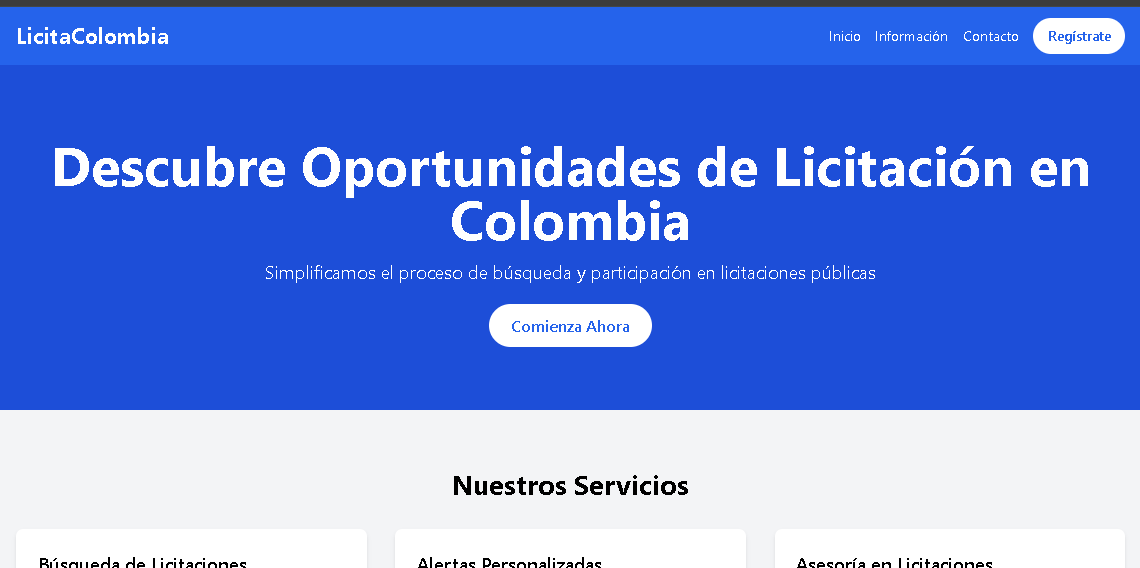 LicitaColombia
Inicio Información Contacto Regístrate
Descubre Oportunidades de Licitación en
Colombia
Simplificamos el proceso de búsqueda y participación en licitaciones públicas
Comienza Ahora
Nuestros Servicios
Búsqueda de Licitaciones
Alertas Personalizadas
Asesoría en Licitaciones